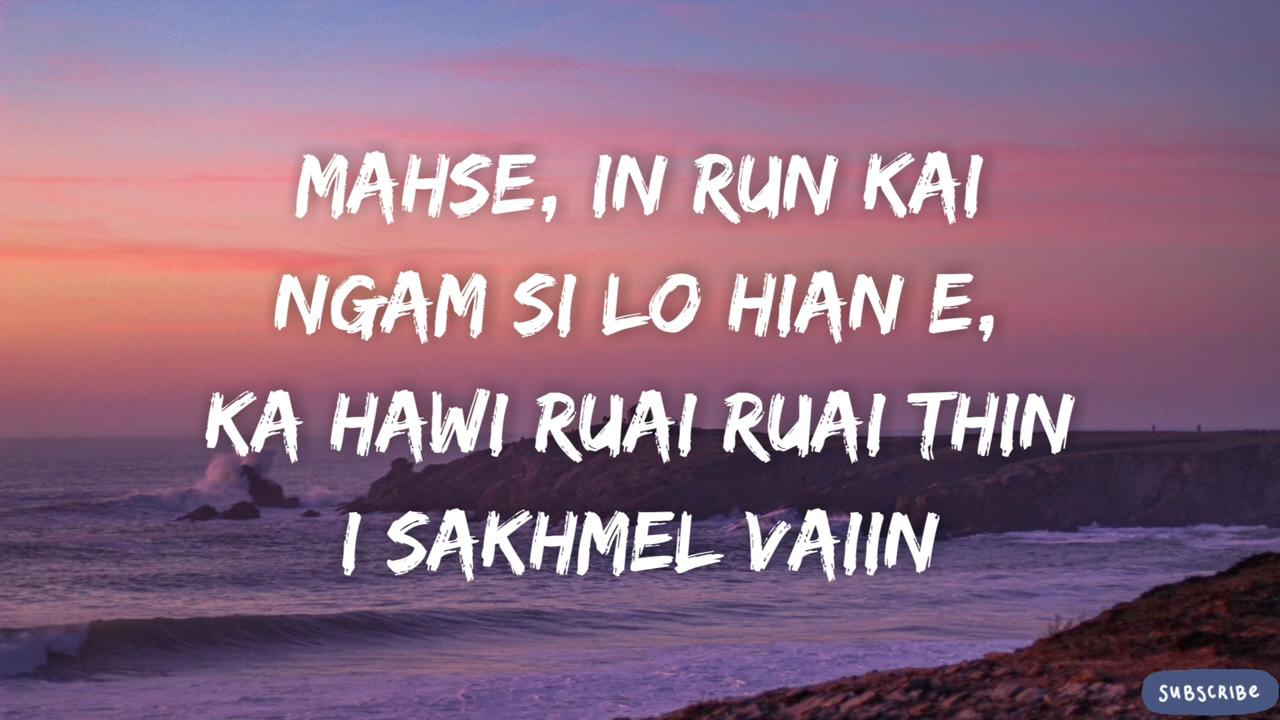 MAHSE, IN RUN KAI
NGAM SI LO HIAN E,
KA HAWI RUAI RUAI THIN
I SAKHMEL VAIIN
SUBSCRIBE